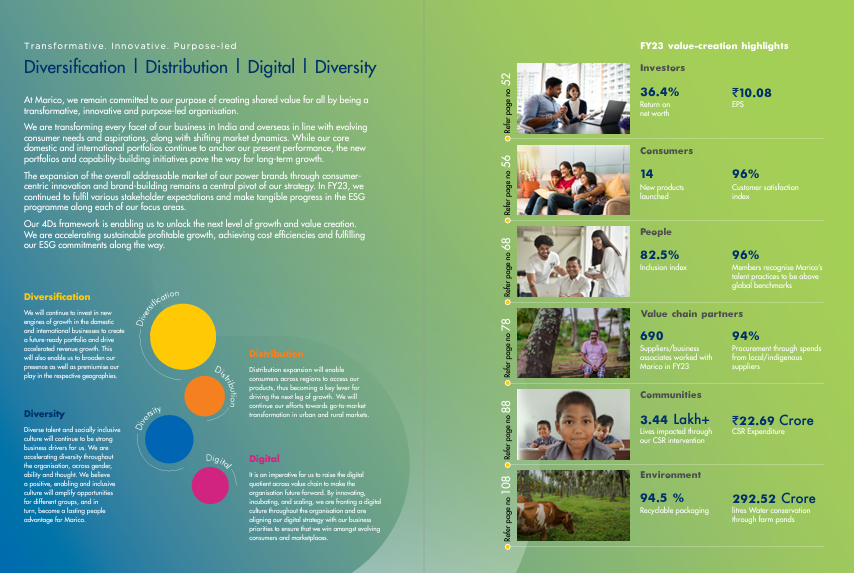 Transformative. Innovative. Purpose-led
Diversification | Distribution | Digital | Diversity
At Marico, we remain committed to our purpose of creating shared value for all by being a
transformative, innovative and purpose-led organisation.
We are transforming every facet of our business in India and overseas in line with evolving
consumer needs and aspirations, along with shifting market dynamics. While our core
domestic and international portfolios continue to anchor our present performance, the new
portfolios and capability-building initiatives pave the way for long-term growth.
The expansion of the overall addressable market of our power brands through consumer-
centric innovation and brand-building remains a central pivot of our strategy. In FY23, we
continued to fulfil various stakeholder expectations and make tangible progress in the ESG
programme along each of our focus areas.
Our 4Ds framework is enabling us to unlock the next level of growth and value creation.
We are accelerating sustainable profitable growth, achieving cost efficiencies and fulfilling
our ESG commitments along the way.
Diversification
We will continue to invest in new
engines of growth in the domestic
and international businesses to create
a future-ready portfolio and drive
accelerated revenue growth. This
will also enable us to broaden our
presence as well as premiumise our
play in the respective geographies.
Diversity
Diverse talent and socially inclusive
culture will continue to be strong
business drivers for us. We are
accelerating diversity throughout
the organisation, across gender,
ability and thought. We believe
a positive, enabling and inclusive
culture will amplify opportunities
for different groups, and in
turn, become a lasting people
advantage for Marico.
Diversification
Distribution
Diversity
Digital
Distribution
Distribution expansion will enable
consumers across regions to access our
products, thus becoming a key lever for
driving the next leg of growth. We will
continue our efforts towards go-to-market
transformation in urban and rural markets.
Digital
It is an imperative for us to raise the digital
quotient across value chain to make the
organisation future-forward. By innovating,
incubating, and scaling, we are fronting a digital
culture throughout the organisation and are
aligning our digital strategy with our business
priorities to ensure that we win amongst evolving
consumers and marketplaces.
FY23 value-creation highlights
Refer page no 52
Investors
36.4%
Return on
net worth
₹10.08
EPS
Refer page no 56
Consumers
14
New products
launched
96%
Customer satisfaction
index
Refer page no 68
People
82.5%
Inclusion index
96%
Members recognise Marico's
talent practices to be above
global benchmarks
Refer page no 78
Value chain partners
690
Suppliers/business
associates worked with
Marico in FY23
94%
Procurement through spends
from local/indigenous
suppliers
Refer page no 88
Communities
3.44 Lakh+
Lives impacted through
our CSR intervention
₹22.69 Crore
CSR Expenditure
Refer page no 108
Environment
94.5 %
Recyclable packaging
292.52 Crore
litres Water conservation
through farm ponds